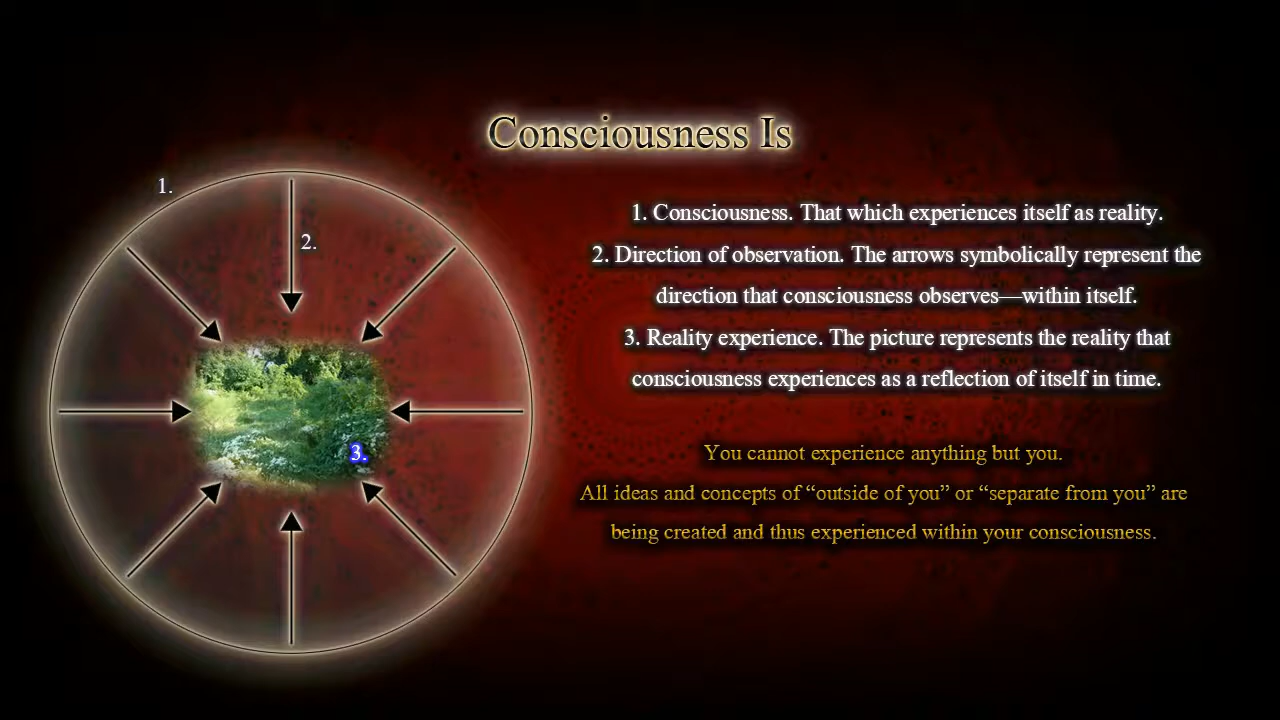 Consciousness Is
1.
2.
3.
1. Consciousness. That which experiences itself as reality.
2. Direction of observation. The arrows symbolically represent the
direction that consciousness observes—within itself.
3. Reality experience. The picture represents the reality that
consciousness experiences as a reflection of itself in time.
You cannot experience anything but you.
All ideas and concepts of “outside of you” or “separate from you” are
being created and thus experienced within your consciousness.